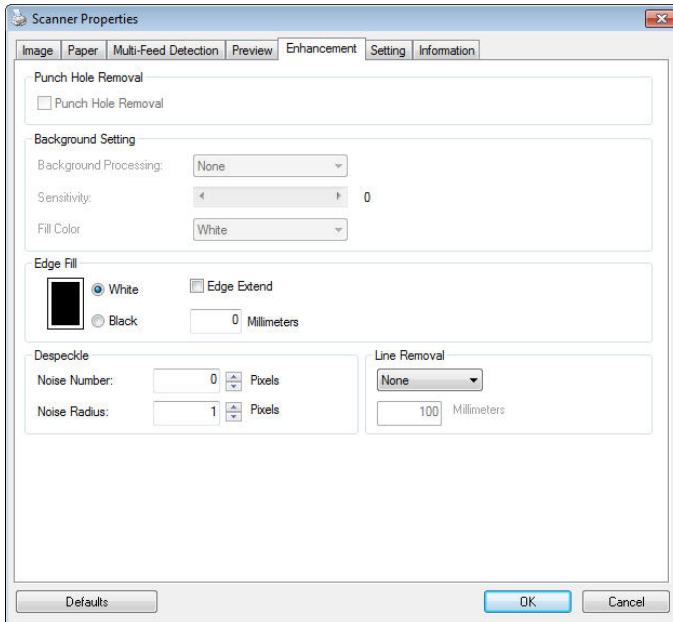 Scanner Properties
Image Paper Multi-Feed Detection Preview Enhancement Setting Information
Punch Hole Removal
Punch Hole Removal
Background Setting
Background Processing: None
Sensitivity: 0
Fill Color White
Edge Fill
White Edge Extend
Black 0 Millimeters
Despeckle Line Removal
Noise Number: 0 Pixels None
Noise Radius: 1 Pixels 100 Millimeters
Defaults OK Cancel